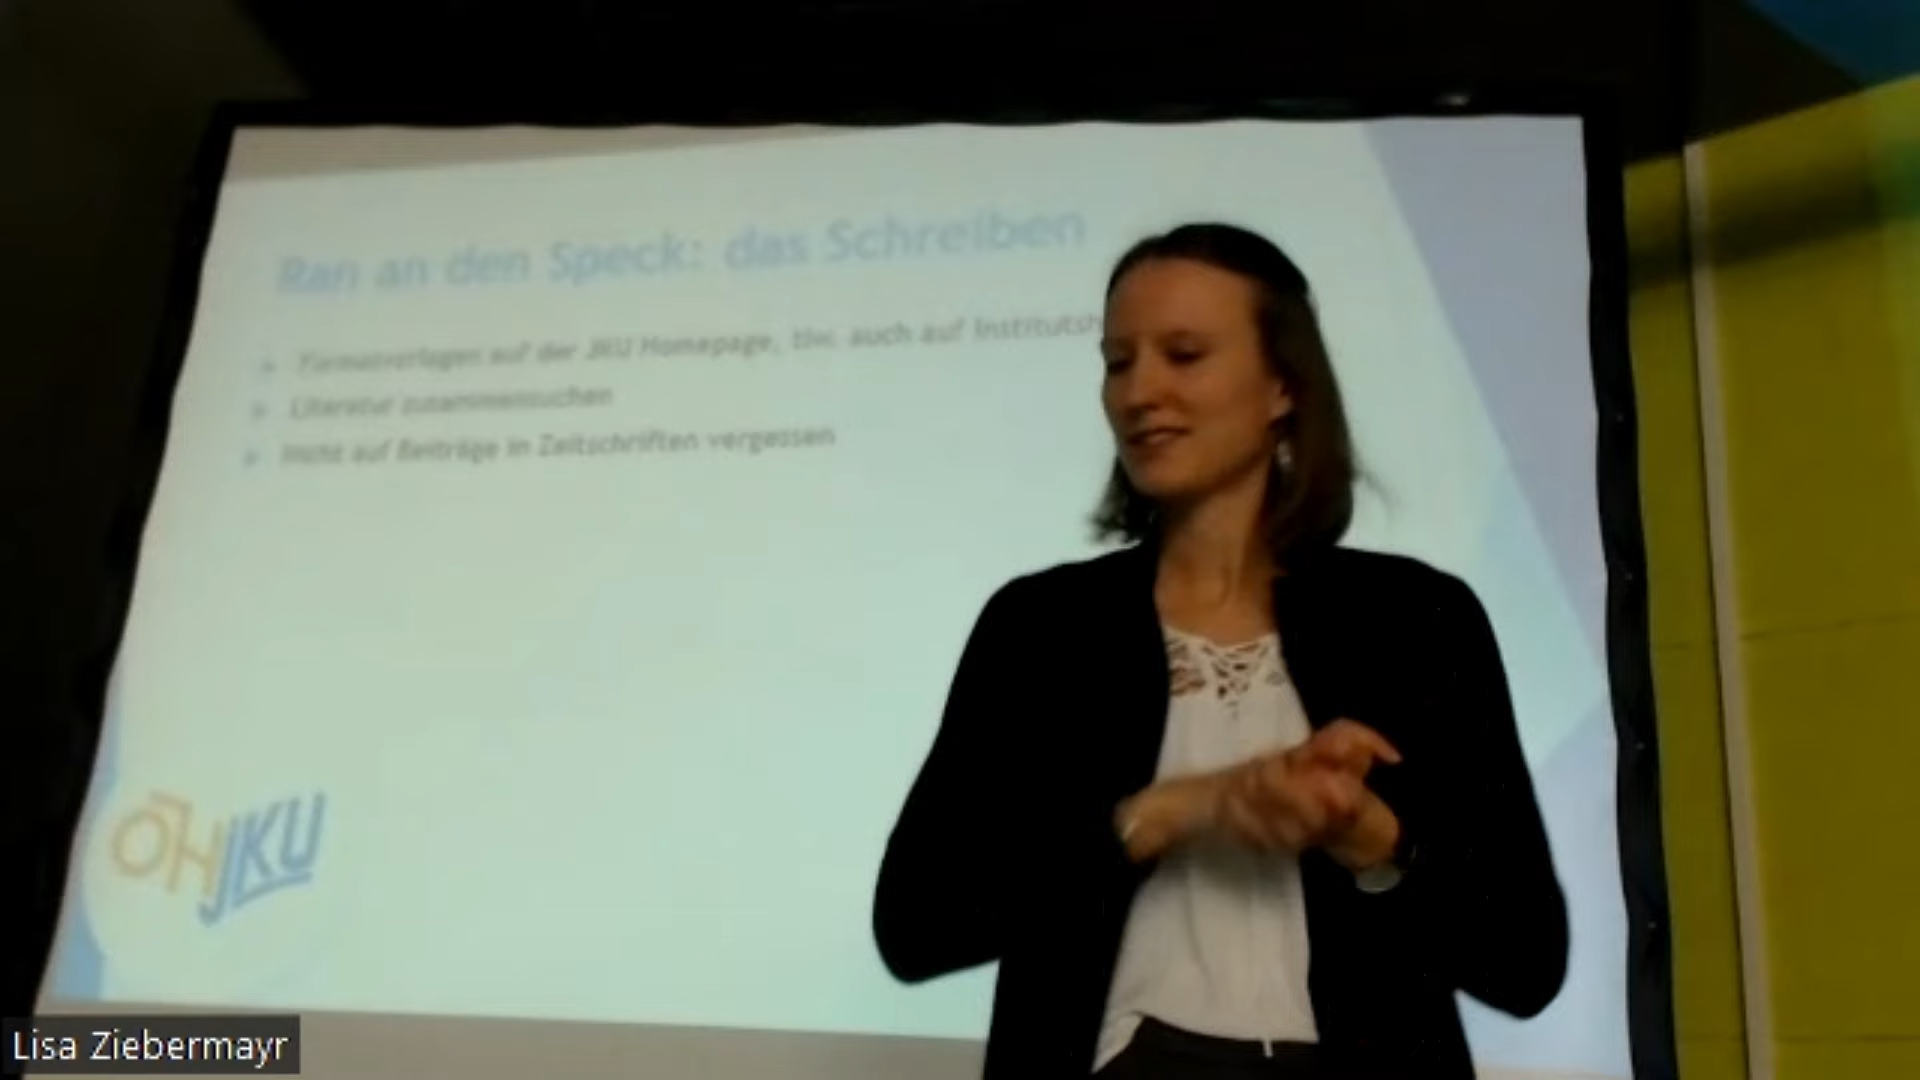 Ran an den Speck: das Schreiben
Formatvorlagen auf der JKU Homepage, tlw. auch auf Institutsh
Literatur zusammensuchen
Nicht auf Beiträge in Zeitschriften vergessen
ÖH JKU
Lisa Ziebermayr